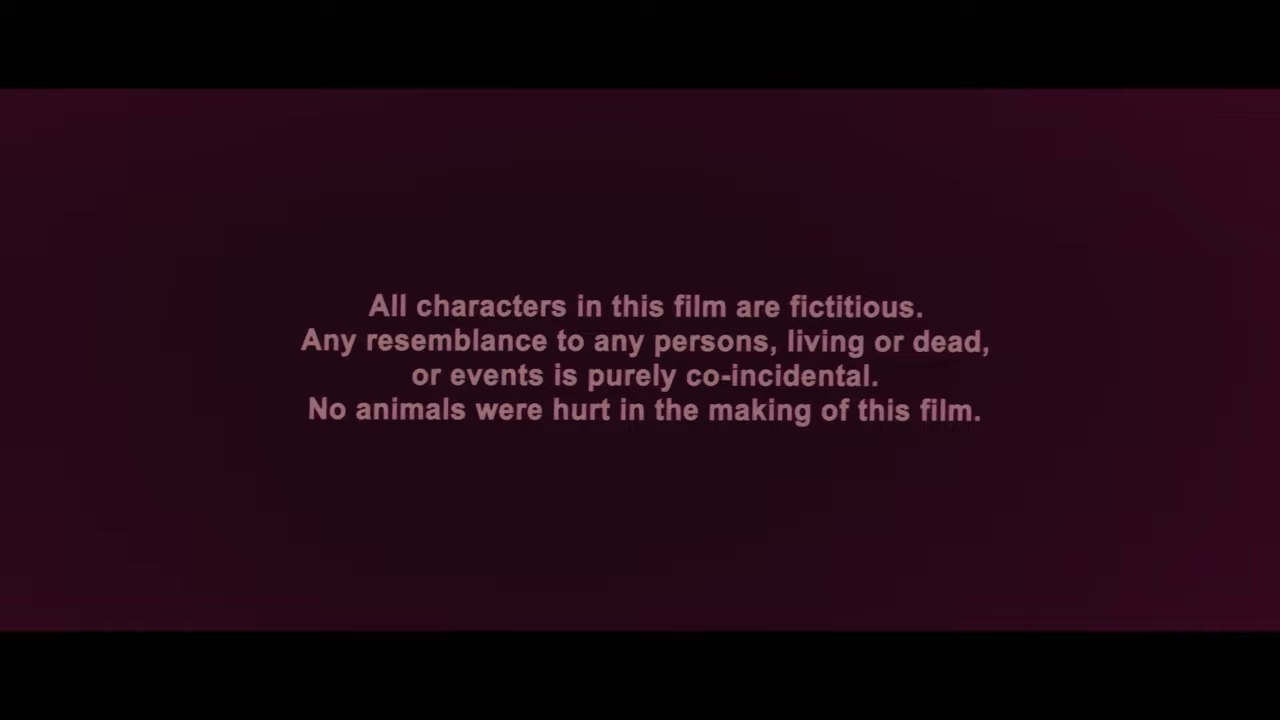 All characters in this film are fictitious.
Any resemblance to any persons, living or dead,
or events is purely co-incidental.
No animals were hurt in the making of this film.